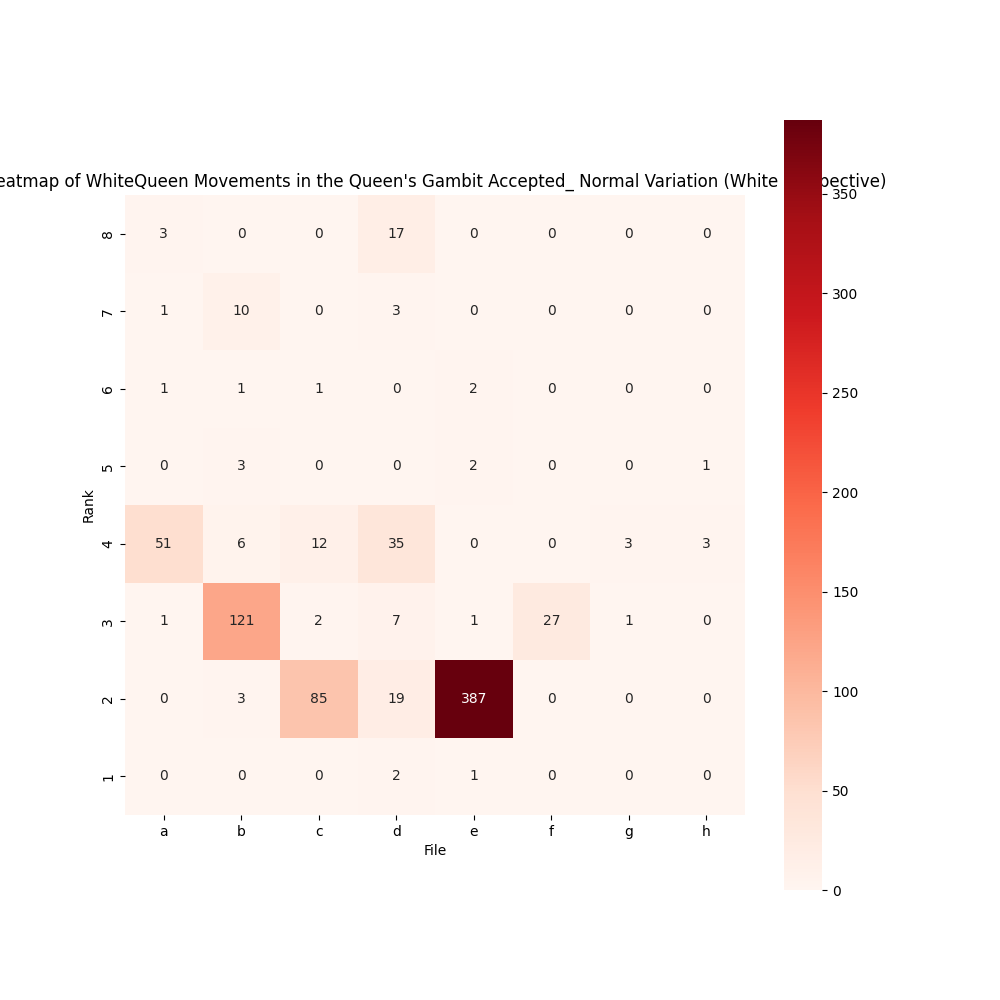 eatmap of WhiteQueen Movements in the Queen's Gambit Accepted_ Normal Variation (White pective)
350
300
250
200
150
100
50
0
Rank
8 3 0 0 17 0 0 0 0
7 1 10 0 3 0 0 0 0
6 1 1 1 0 2 0 0 0
5 0 3 0 0 2 0 0 1
4 51 6 12 35 0 0 3 3
3 1 121 2 7 1 27 1 0
2 0 3 85 19 387 0 0 0
1 0 0 0 2 1 0 0 0
a b c d e f g h
File